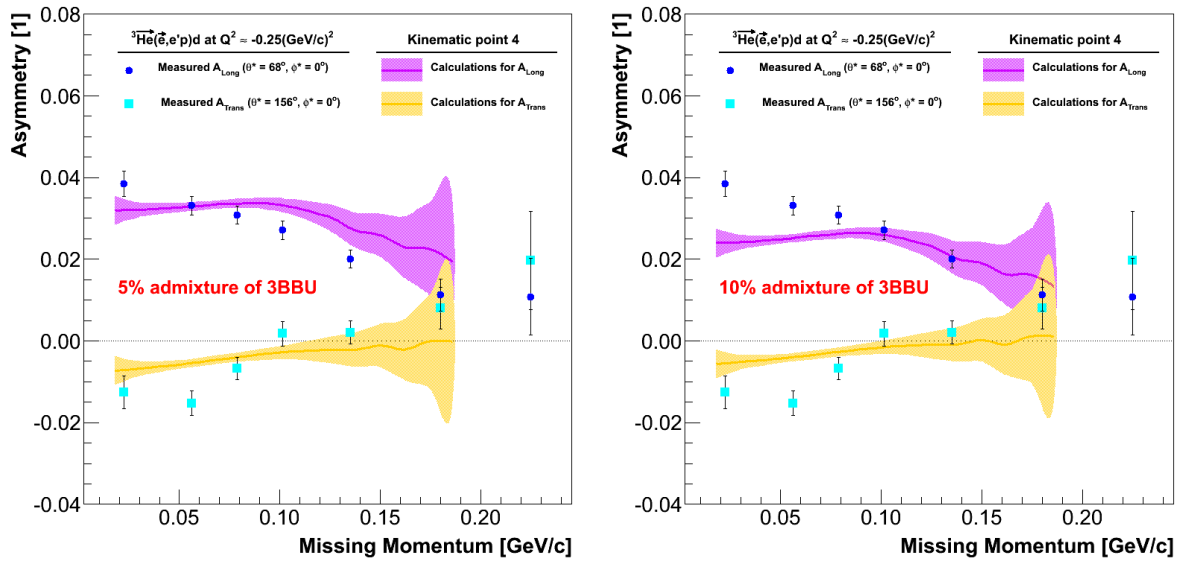 Asymmetry [1]
0.08
0.06
0.04
0.02
0.00
-0.02
-0.04
³He(e,e'p)d at Q² ≈ -0.25(GeV/c)²
Kinematic point 4
Measured A_Long (θ* = 68°, ϕ* = 0°)
Calculations for A_Long
Measured A_Trans (θ* = 156°, ϕ* = 0°)
Calculations for A_Trans
5% admixture of 3BBU
0.05
0.10
0.15
0.20
Missing Momentum [GeV/c]
Asymmetry [1]
0.08
0.06
0.04
0.02
0.00
-0.02
-0.04
³He(e,e'p)d at Q² ≈ -0.25(GeV/c)²
Kinematic point 4
Measured A_Long (θ* = 68°, ϕ* = 0°)
Calculations for A_Long
Measured A_Trans (θ* = 156°, ϕ* = 0°)
Calculations for A_Trans
10% admixture of 3BBU
0.05
0.10
0.15
0.20
Missing Momentum [GeV/c]